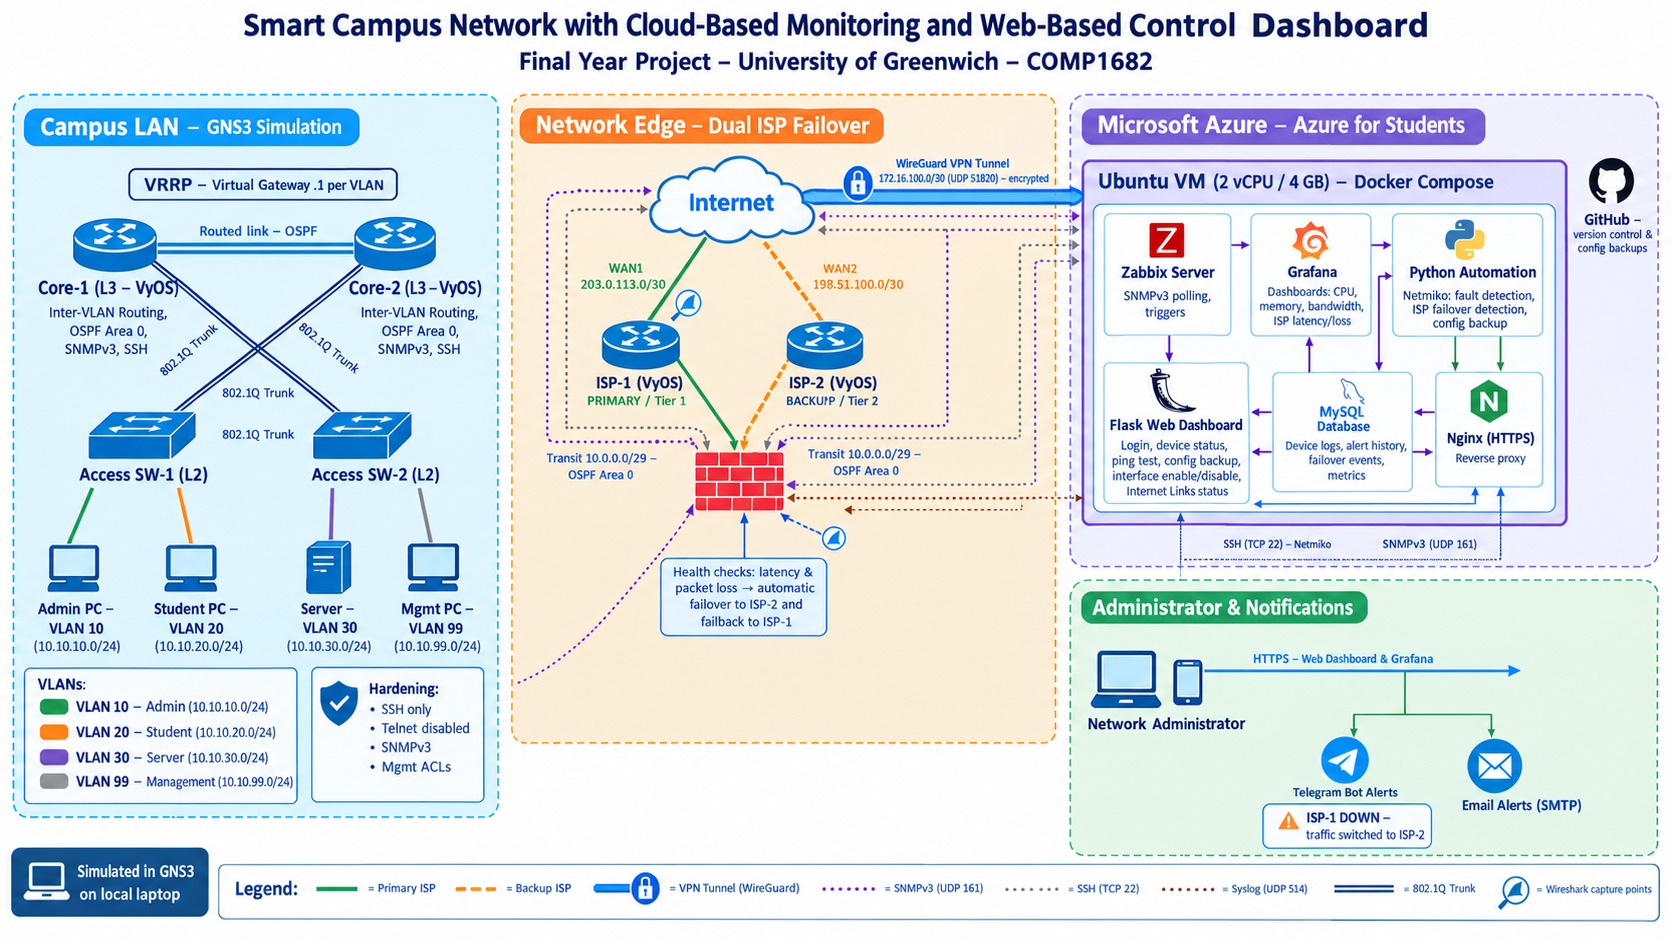 Smart Campus Network with Cloud-Based Monitoring and Web-Based Control Dashboard
Final Year Project – University of Greenwich – COMP1682
Campus LAN – GNS3 Simulation
VRRP – Virtual Gateway .1 per VLAN
Routed link – OSPF
Core-1 (L3 – VyOS)
Inter-VLAN Routing,
OSPF Area 0,
SNMPv3, SSH
Core-2 (L3 – VyOS)
Inter-VLAN Routing,
OSPF Area 0,
SNMPv3, SSH
802.1Q Trunk
802.1Q Trunk
802.1Q Trunk
802.1Q Trunk
Access SW-1 (L2)
Access SW-2 (L2)
Admin PC –
VLAN 10
(10.10.10.0/24)
Student PC –
VLAN 20
(10.10.20.0/24)
Server –
VLAN 30
(10.10.30.0/24)
Mgmt PC –
VLAN 99
(10.10.99.0/24)
VLANs:
VLAN 10 – Admin (10.10.10.0/24)
VLAN 20 – Student (10.10.20.0/24)
VLAN 30 – Server (10.10.30.0/24)
VLAN 99 – Management (10.10.99.0/24)
Hardening:
• SSH only
• Telnet disabled
• SNMPv3
• Mgmt ACLs
Network Edge – Dual ISP Failover
Internet
WireGuard VPN Tunnel
172.16.100.0/30 (UDP 51820) – encrypted
WAN1
203.0.113.0/30
WAN2
198.51.100.0/30
ISP-1 (VyOS)
PRIMARY / Tier 1
ISP-2 (VyOS)
BACKUP / Tier 2
Transit 10.0.0.0/29 –
OSPF Area 0
Transit 10.0.0.0/29 –
OSPF Area 0
Health checks: latency &
packet loss → automatic
failover to ISP-2 and
failback to ISP-1
Microsoft Azure – Azure for Students
Ubuntu VM (2 vCPU / 4 GB) – Docker Compose
Z
Zabbix Server
SNMPv3 polling,
triggers
Grafana
Dashboards: CPU,
memory, bandwidth,
ISP latency/loss
Python Automation
Netmiko: fault detection,
ISP failover detection,
config backup
Flask Web Dashboard
Login, device status,
ping test, config backup,
interface enable/disable,
Internet Links status
MySQL
Database
Device logs, alert history,
failover events,
metrics
N
Nginx (HTTPS)
Reverse proxy
SSH (TCP 22) – Netmiko
SNMPv3 (UDP 161)
GitHub –
version control &
config backups
Administrator & Notifications
HTTPS – Web Dashboard & Grafana
Network Administrator
Telegram Bot Alerts
Email Alerts (SMTP)
ISP-1 DOWN –
traffic switched to ISP-2
Simulated in GNS3
on local laptop
Legend:
= Primary ISP
= Backup ISP
= VPN Tunnel (WireGuard)
= SNMPv3 (UDP 161)
= SSH (TCP 22)
= Syslog (UDP 514)
= 802.1Q Trunk
= Wireshark capture points